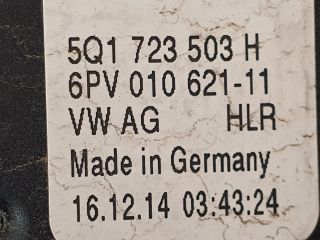 5Q1 723 503 H
6PV 010 621-11
VW AG HLR
Made in Germany
16.12.14 03:43:24